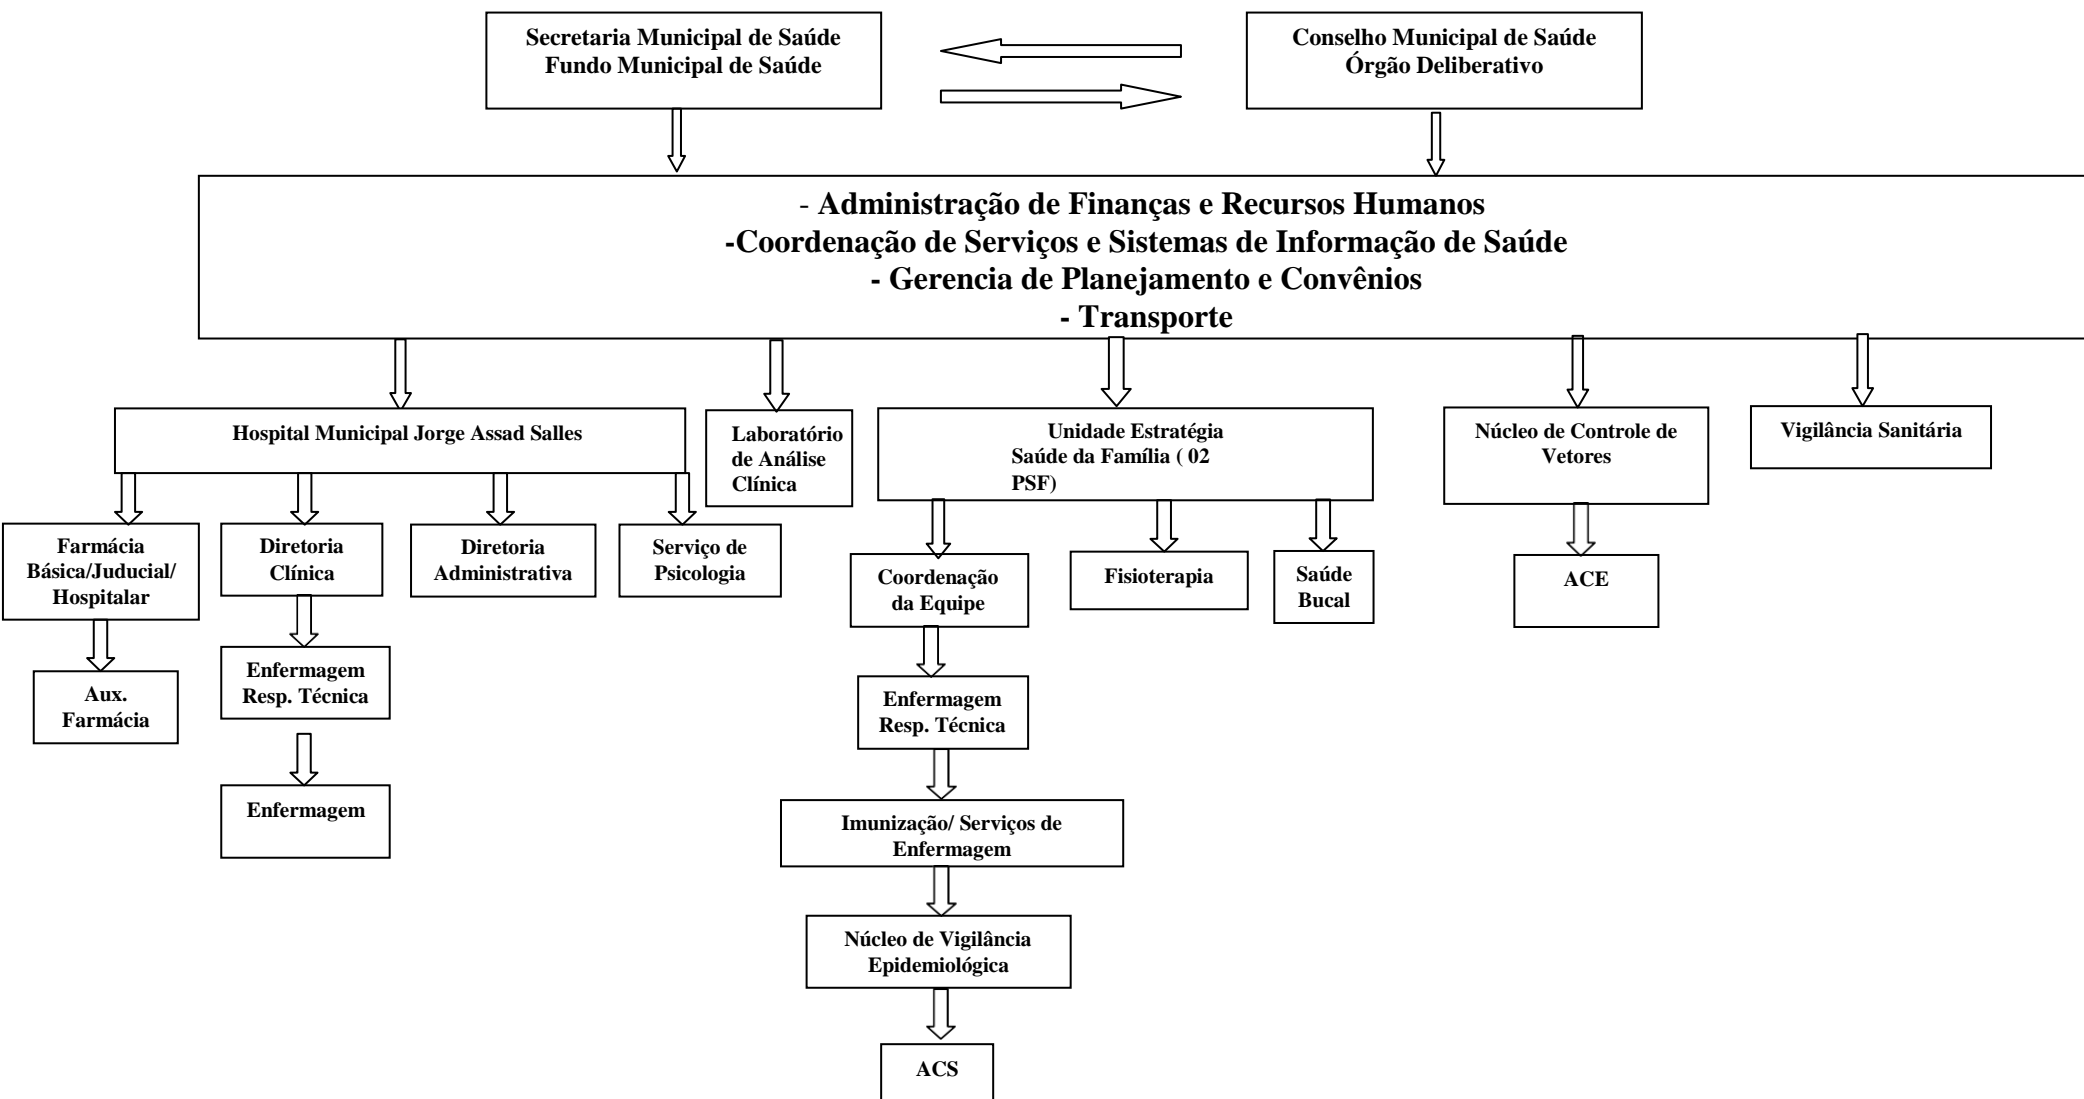 Secretaria Municipal de Saúde
Fundo Municipal de Saúde
Conselho Municipal de Saúde
Órgão Deliberativo
- Administração de Finanças e Recursos Humanos
-Coordenação de Serviços e Sistemas de Informação de Saúde
- Gerencia de Planejamento e Convênios
- Transporte
Hospital Municipal Jorge Assad Salles
Laboratório
de Análise
Clínica
Unidade Estratégia
Saúde da Família ( 02
PSF)
Núcleo de Controle de
Vetores
Vigilância Sanitária
Farmácia
Básica/Juducial/
Hospitalar
Diretoria
Clínica
Diretoria
Administrativa
Serviço de
Psicologia
Coordenação
da Equipe
Fisioterapia
Saúde
Bucal
ACE
Aux.
Farmácia
Enfermagem
Resp. Técnica
Enfermagem
Resp. Técnica
Enfermagem
Imunização/ Serviços de
Enfermagem
Núcleo de Vigilância
Epidemiológica
ACS